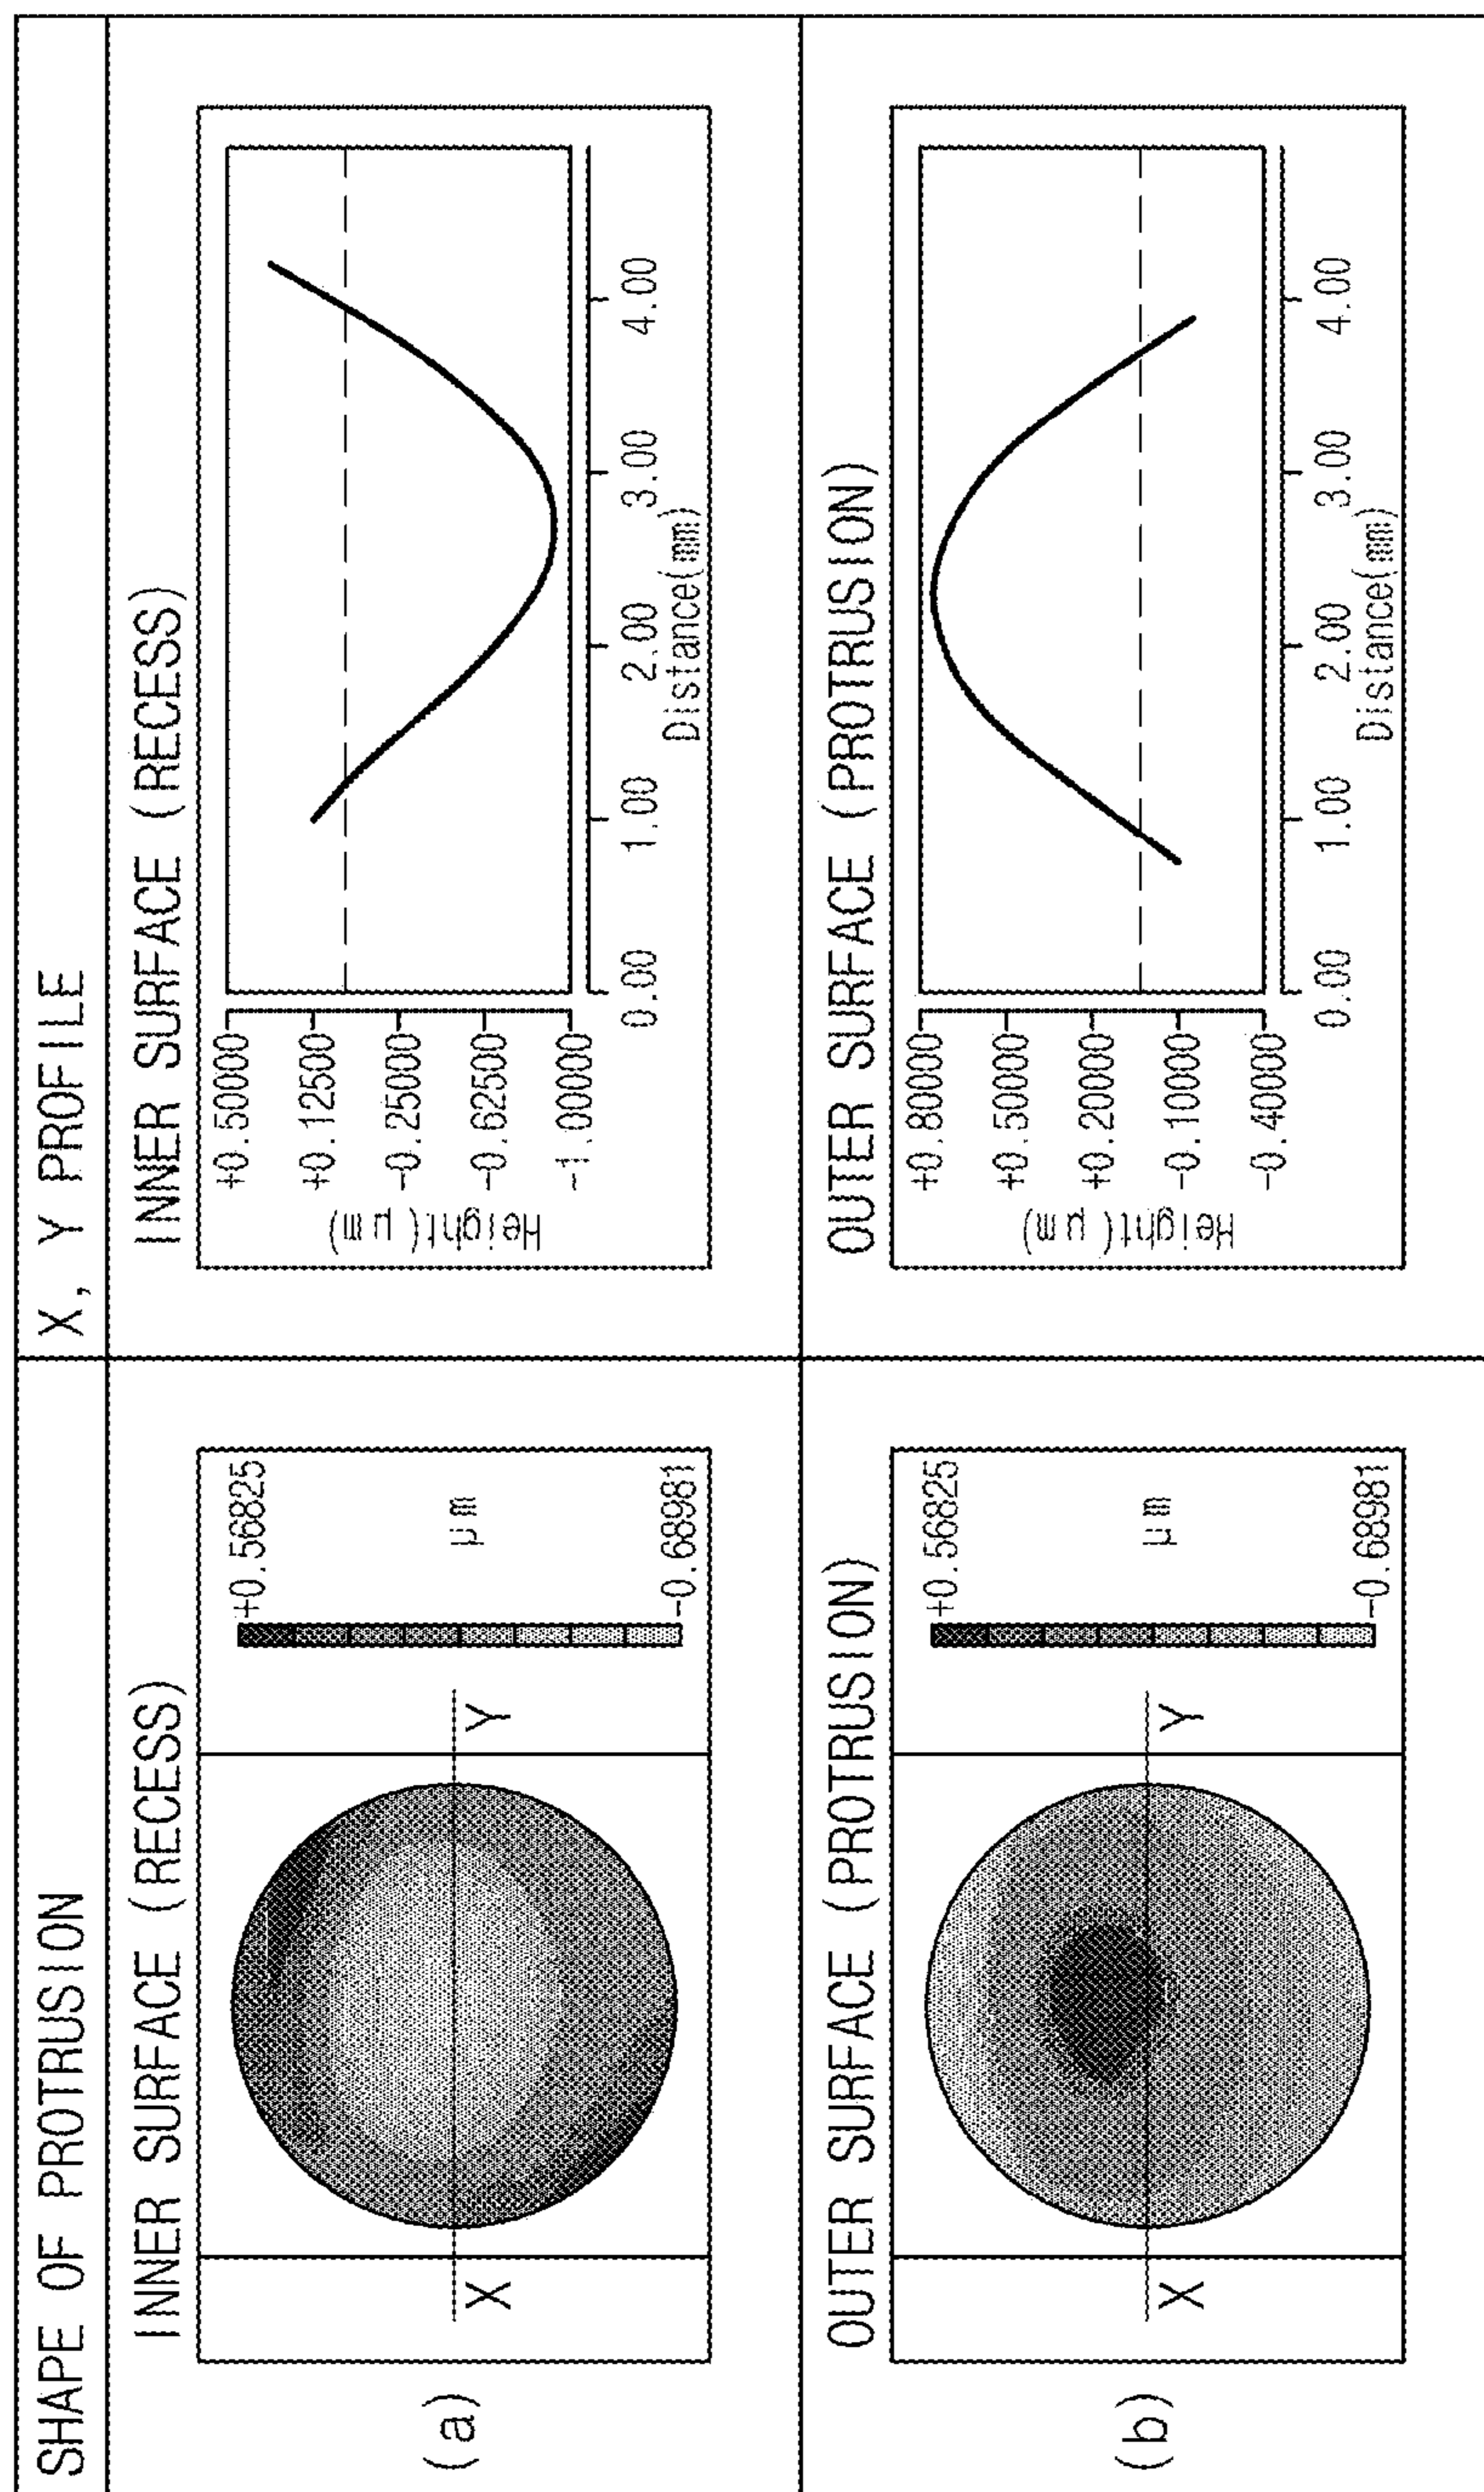 SHAPE OF PROTRUSION
X, Y PROFILE
(a)
INNER SURFACE (RECESS)
X
Y
+0.56825
μm
-0.68981
INNER SURFACE (RECESS)
Height(μm)
+0.50000
+0.12500
-0.25000
-0.62500
-1.00000
0.00 1.00 2.00 3.00 4.00
Distance(mm)
(b)
OUTER SURFACE (PROTRUSION)
X
Y
+0.56825
μm
-0.68981
OUTER SURFACE (PROTRUSION)
Height(μm)
+0.80000
+0.50000
+0.20000
-0.10000
-0.40000
0.00 1.00 2.00 3.00 4.00
Distance(mm)